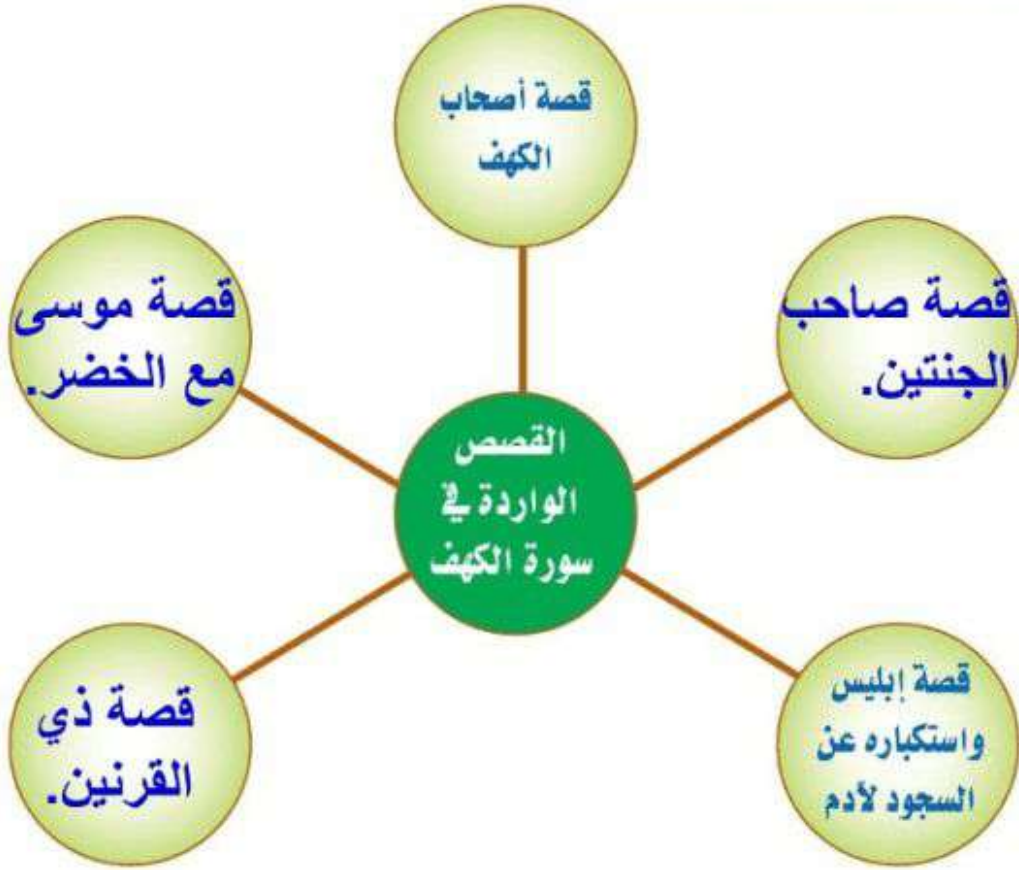 قصة أصحاب
الكهف
قصة صاحب
الجنتين.
قصة موسى
مع الخضر.
القصص
الواردة في
سورة الكهف
قصة إبليس
واستكباره عن
السجود لأدم
قصة ذي
القرنين.